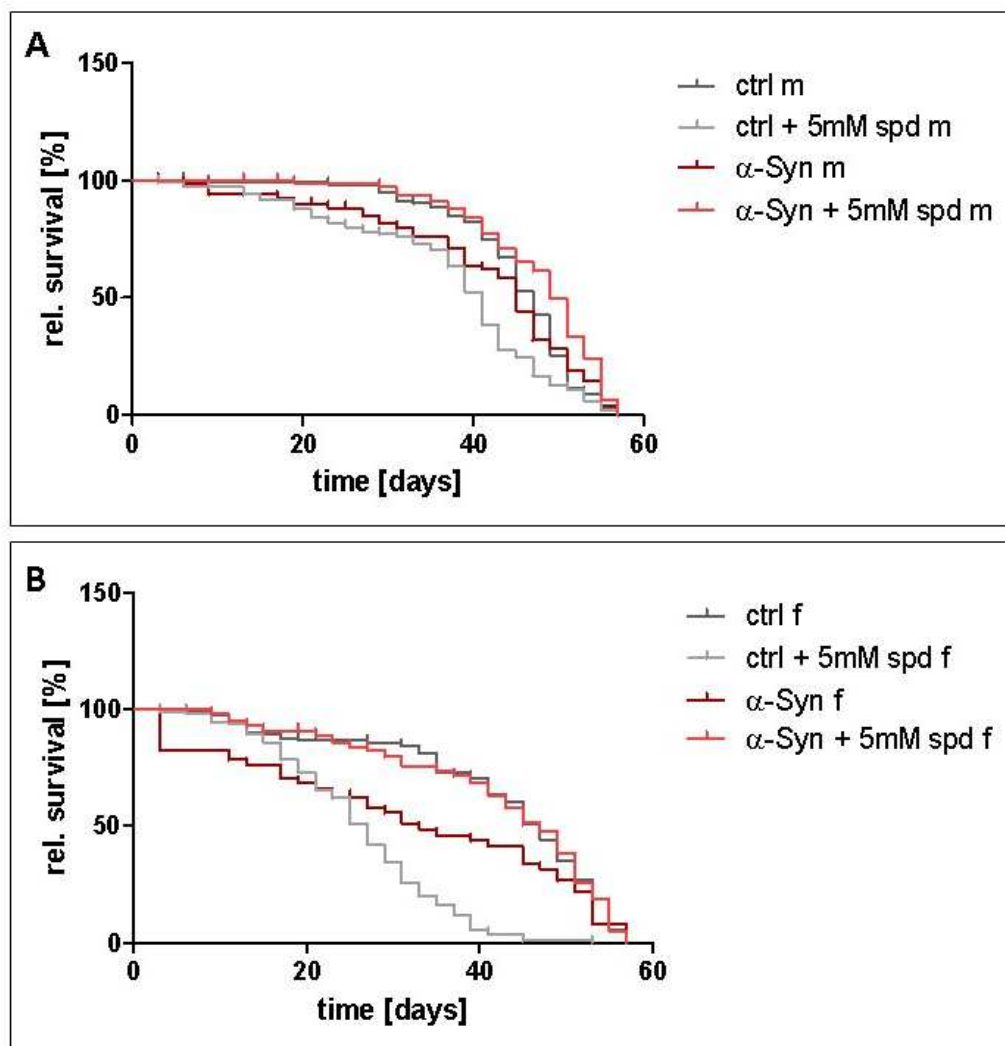 A
150
100
50
0
rel. survival [%]
0 20 40 60
time [days]
ctrl m
ctrl + 5mM spd m
α-Syn m
α-Syn + 5mM spd m
B
150
100
50
0
rel. survival [%]
0 20 40 60
time [days]
ctrl f
ctrl + 5mM spd f
α-Syn f
α-Syn + 5mM spd f